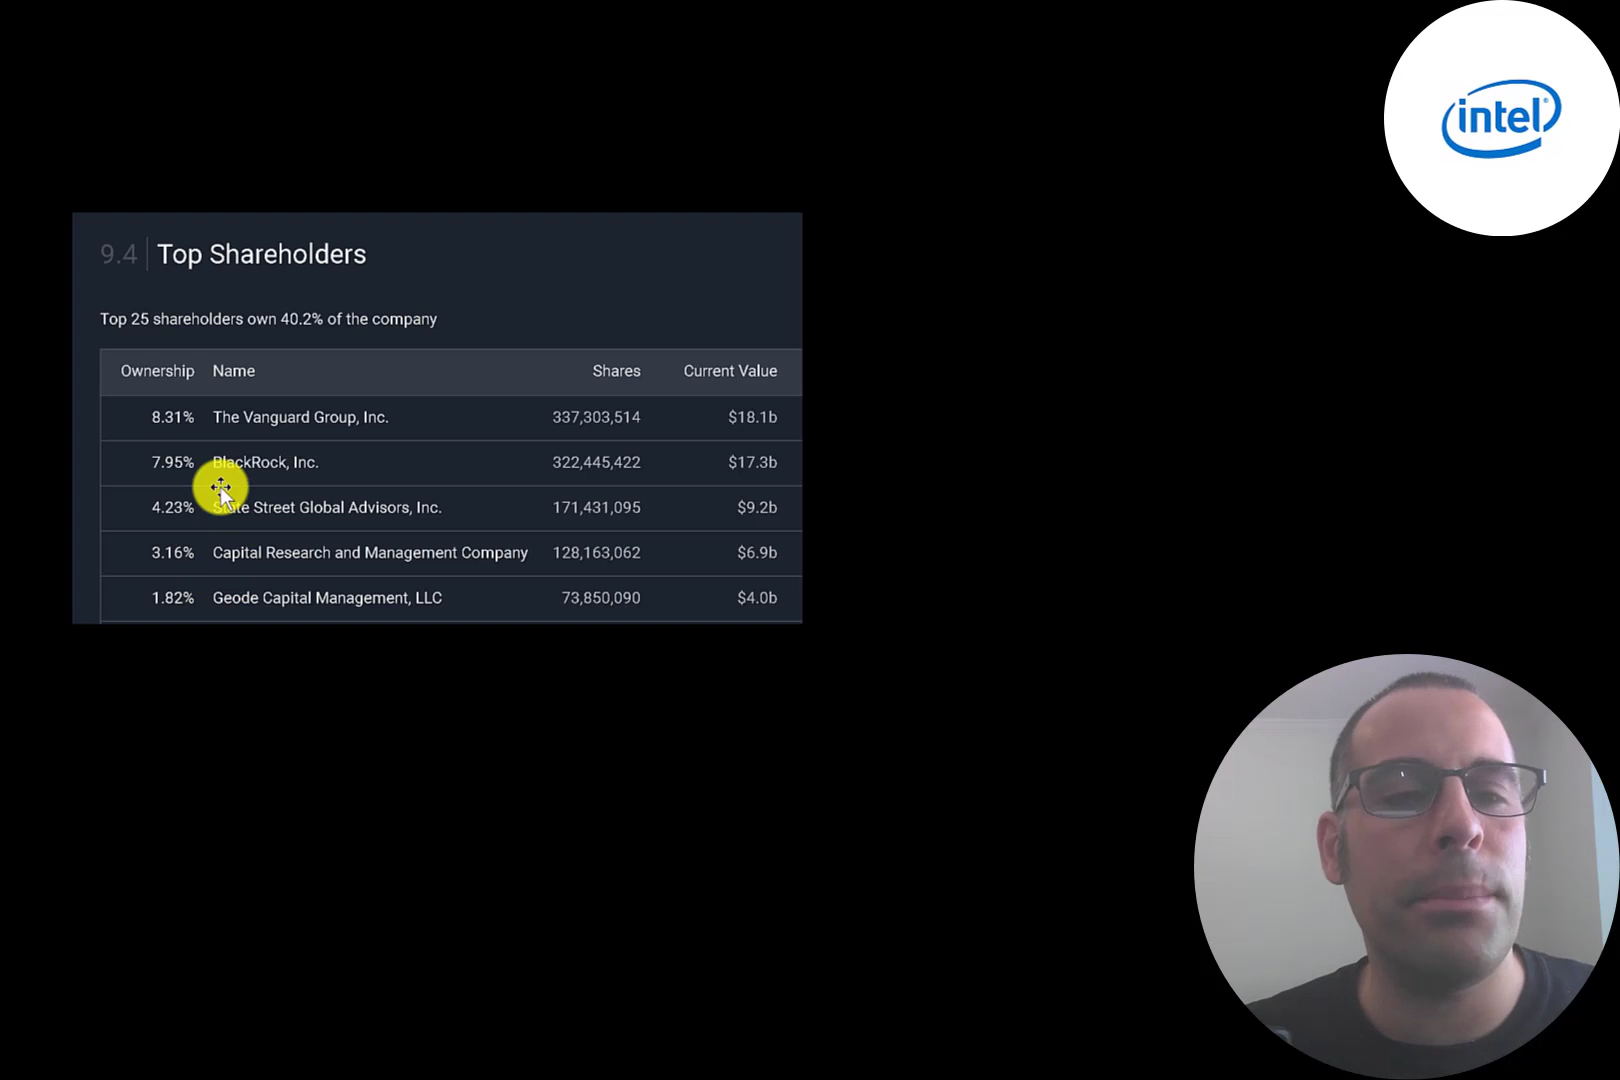 intel
9.4 Top Shareholders
Top 25 shareholders own 40.2% of the company
Ownership Name Shares Current Value
8.31% The Vanguard Group, Inc. 337,303,514 $18.1b
7.95% BlackRock, Inc. 322,445,422 $17.3b
4.23% State Street Global Advisors, Inc. 171,431,095 $9.2b
3.16% Capital Research and Management Company 128,163,062 $6.9b
1.82% Geode Capital Management, LLC 73,850,090 $4.0b